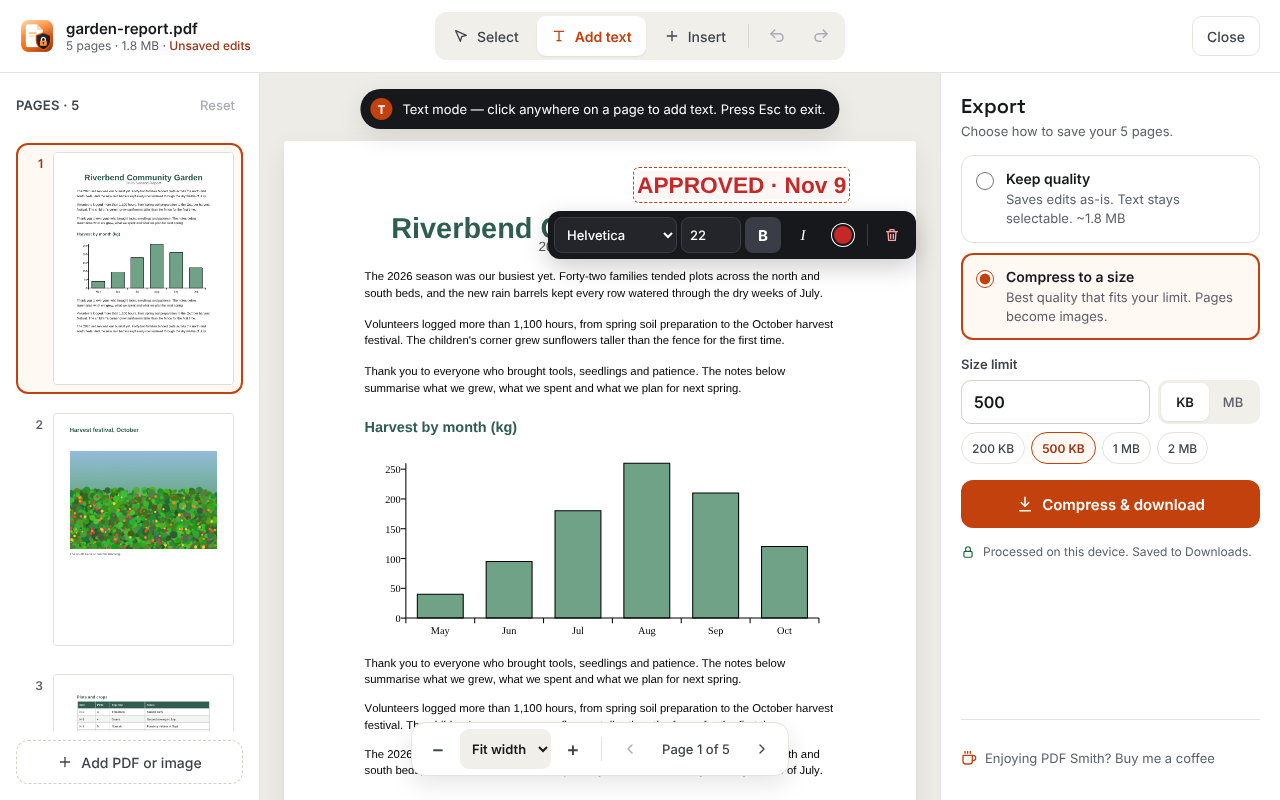 garden-report.pdf
5 pages · 1.8 MB · Unsaved edits
Select
Add text
Insert
Close
PAGES · 5
Reset
1
Riverbend Community Garden
2026 Season Report
Harvest by month (kg)
2
Harvest festival, October
3
Plots and crops
Add PDF or image
T
Text mode — click anywhere on a page to add text. Press Esc to exit.
APPROVED · Nov 9
Riverbend
Helvetica
22
B
I
The 2026 season was our busiest yet. Forty-two families tended plots across the north and
south beds, and the new rain barrels kept every row watered through the dry weeks of July.
Volunteers logged more than 1,100 hours, from spring soil preparation to the October harvest
festival. The children's corner grew sunflowers taller than the fence for the first time.
Thank you to everyone who brought tools, seedlings and patience. The notes below
summarise what we grew, what we spent and what we plan for next spring.
Harvest by month (kg)
250
200
150
100
50
0
May
Jun
Jul
Aug
Sep
Oct
Thank you to everyone who brought tools, seedlings and patience. The notes below
summarise what we grew, what we spent and what we plan for next spring.
Volunteers logged more than 1,100 hours, from spring soil preparation to the October harvest
festival.
The 2026 and
south of July.
− Fit width +
Page 1 of 5
Export
Choose how to save your 5 pages.
Keep quality
Saves edits as-is. Text stays
selectable. ~1.8 MB
Compress to a size
Best quality that fits your limit. Pages
become images.
Size limit
500
KB
MB
200 KB
500 KB
1 MB
2 MB
Compress & download
Processed on this device. Saved to Downloads.
Enjoying PDF Smith? Buy me a coffee